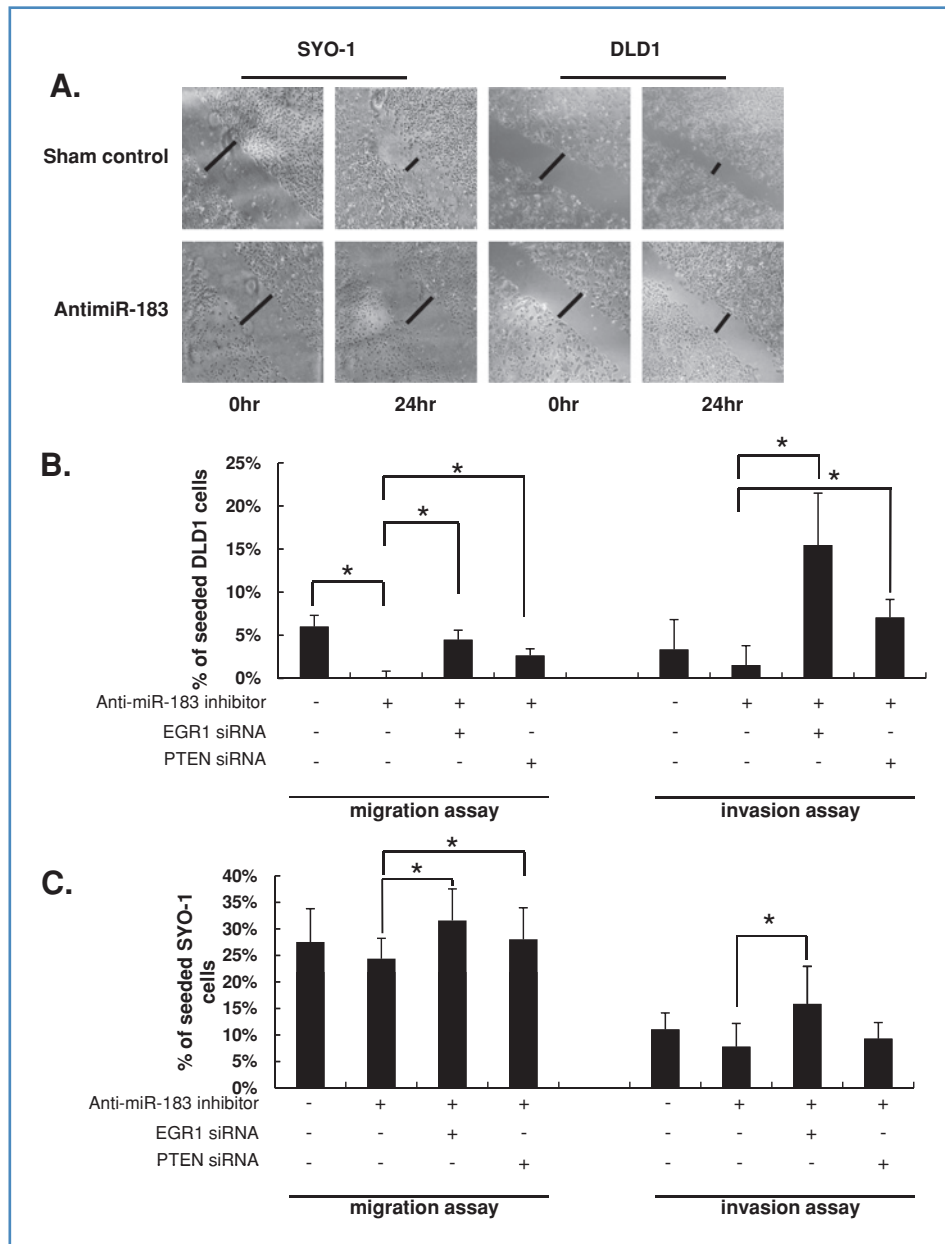 SYO-1 DLD1
A.
Sham control
AntimiR-183
0hr 24hr 0hr 24hr
B.
% of seeded DLD1 cells
25%
20%
15%
10%
5%
0%
* * * * *
Anti-miR-183 inhibitor - + + + - + + +
EGR1 siRNA - - + - - - + -
PTEN siRNA - - - + - - - +
migration assay invasion assay
C.
% of seeded SYO-1
cells
40%
35%
30%
25%
20%
15%
10%
5%
0%
* * *
Anti-miR-183 inhibitor - + + + - + + +
EGR1 siRNA - - + - - - + -
PTEN siRNA - - - + - - - +
migration assay invasion assay